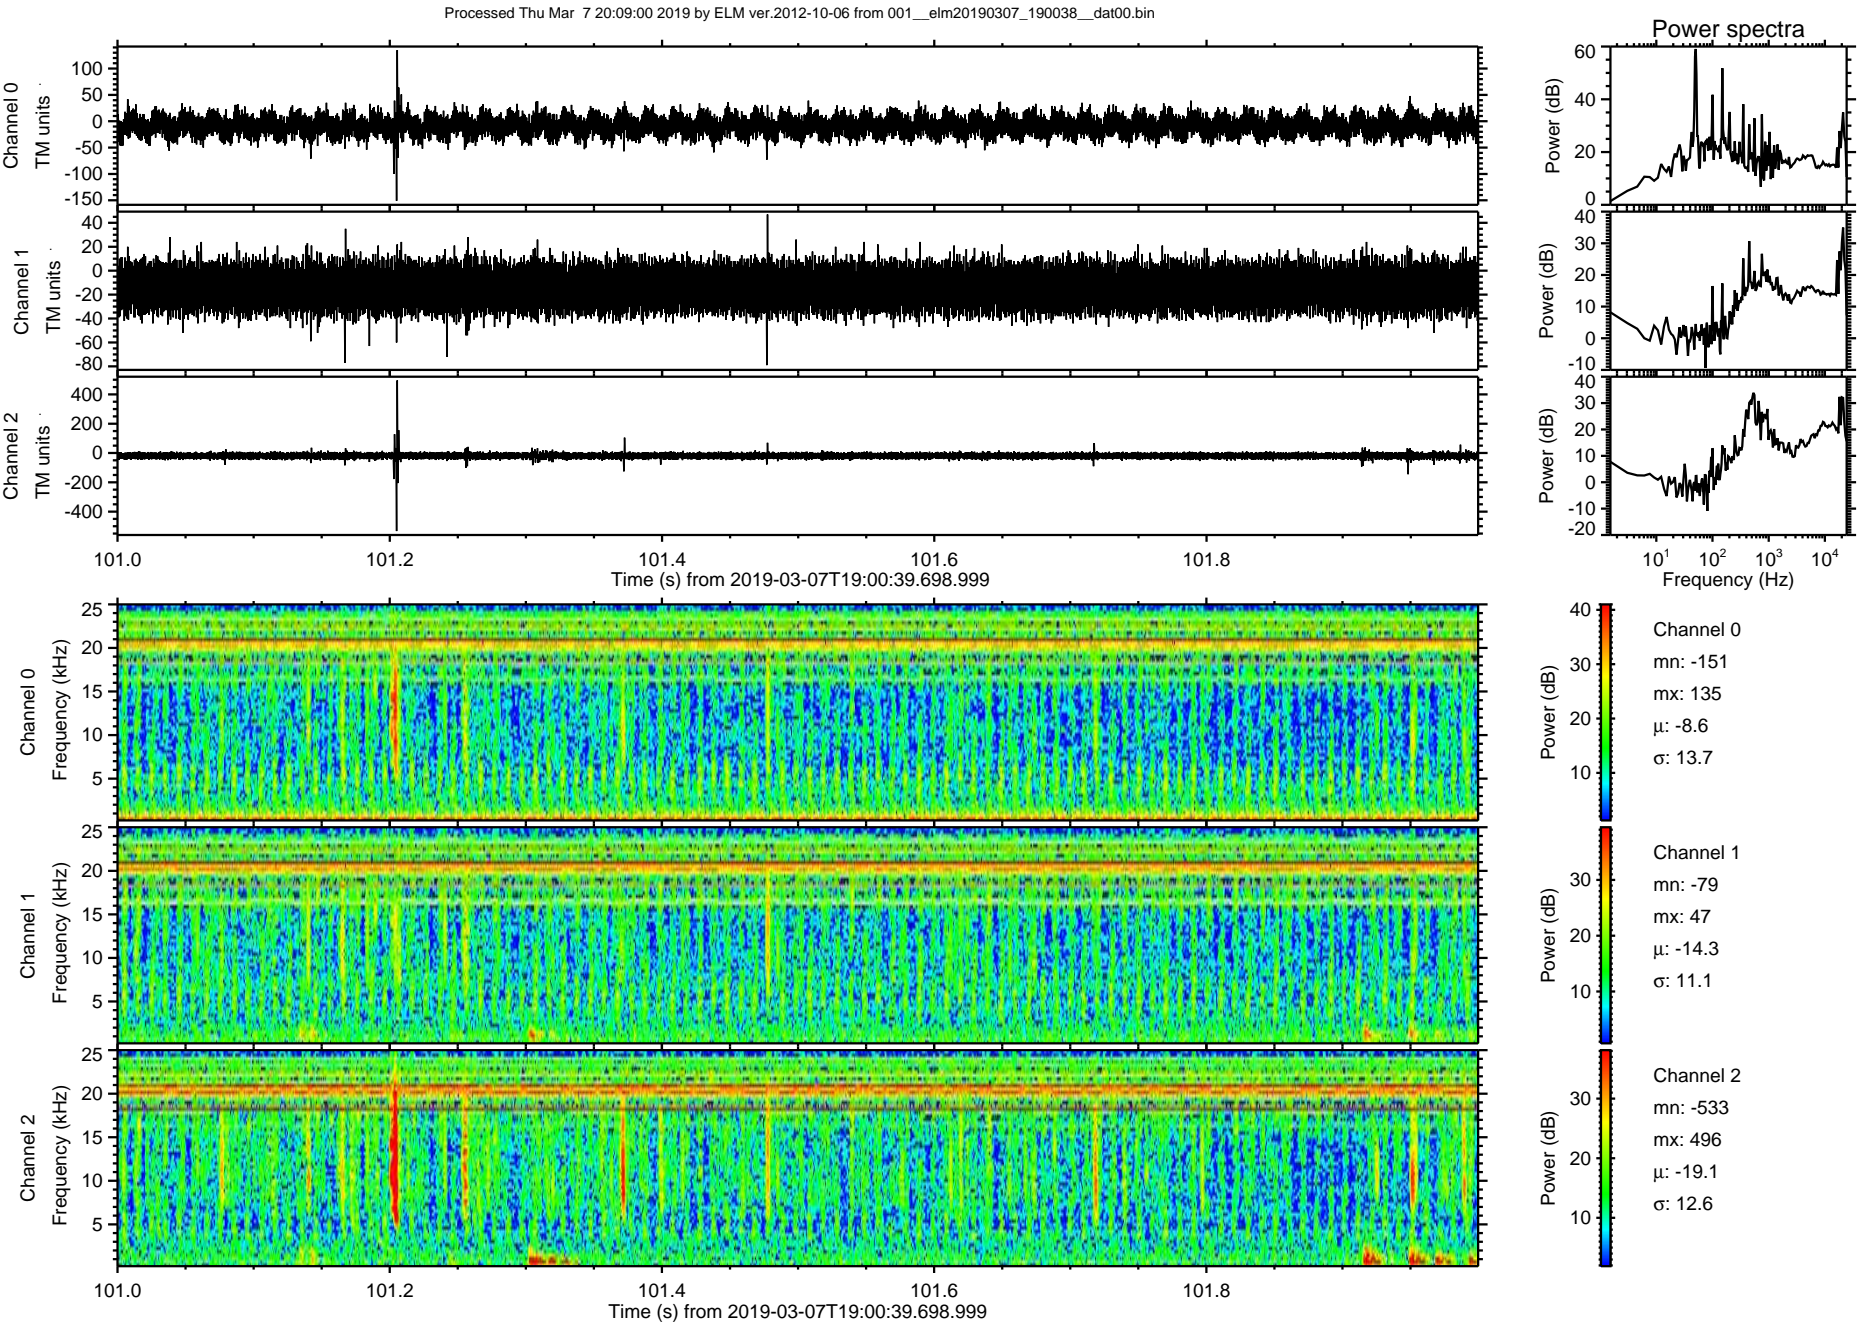 Processed Thu Mar  7 20:09:00 2019 by ELM ver.2012-10-06 from 001__elm20190307_190038__dat00.bin
Power spectra
Channel 0
TM units
100
50
0
-50
-100
-150
Power (dB)
60
40
20
0
Channel 1
TM units
40
20
0
-20
-40
-60
-80
Power (dB)
40
30
20
10
0
-10
Channel 2
TM units
400
200
0
-200
-400
Power (dB)
40
30
20
10
0
-10
-20
101.0 101.2 101.4 101.6 101.8
Time (s) from 2019-03-07T19:00:39.698.999
10¹ 10² 10³ 10⁴
Frequency (Hz)
Channel 0
Frequency (kHz)
25
20
15
10
5
Power (dB)
40
30
20
10
Channel 0
mn: -151
mx: 135
μ: -8.6
σ: 13.7
Channel 1
Frequency (kHz)
25
20
15
10
5
Power (dB)
30
20
10
Channel 1
mn: -79
mx: 47
μ: -14.3
σ: 11.1
Channel 2
Frequency (kHz)
25
20
15
10
5
Power (dB)
30
20
10
Channel 2
mn: -533
mx: 496
μ: -19.1
σ: 12.6
101.0 101.2 101.4 101.6 101.8
Time (s) from 2019-03-07T19:00:39.698.999